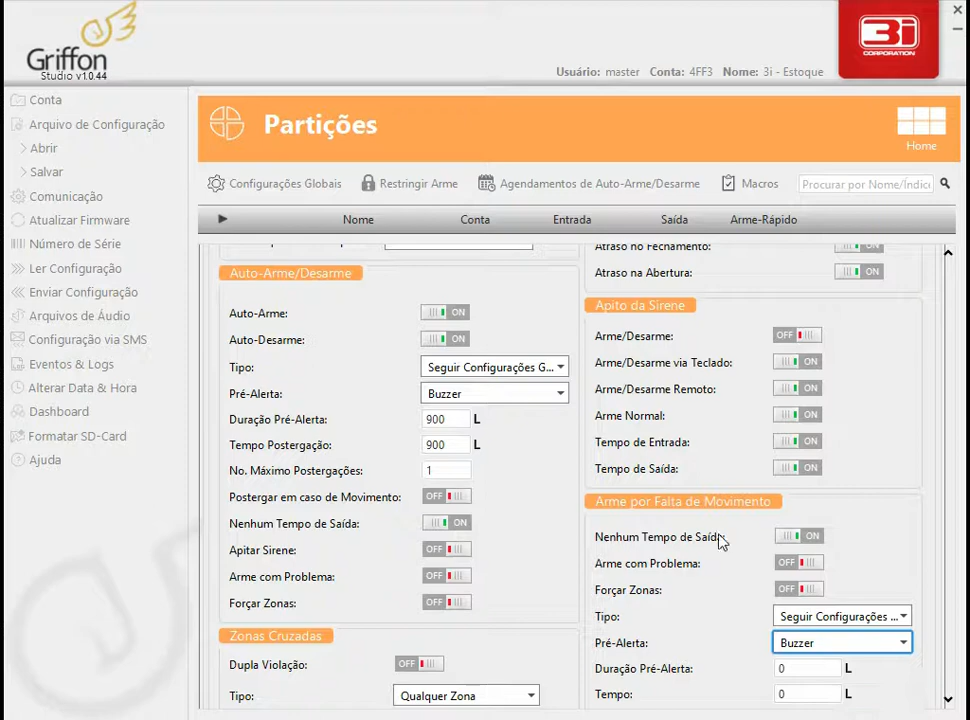 Griffon
Studio v1.0.44
3i
CORPORATION
Usuário: master Conta: 4FF3 Nome: 3i - Estoque
Conta
Arquivo de Configuração
Abrir
Salvar
Comunicação
Atualizar Firmware
Número de Série
Ler Configuração
Enviar Configuração
Arquivos de Áudio
Configuração via SMS
Eventos & Logs
Alterar Data & Hora
Dashboard
Formatar SD-Card
Ajuda
Partições
Home
Configurações Globais Restringir Arme Agendamentos de Auto-Arme/Desarme Macros Procurar por Nome/Índice
Nome Conta Entrada Saída Arme-Rápido
Auto-Arme/Desarme
Auto-Arme: ON
Auto-Desarme: ON
Tipo: Seguir Configurações G...
Pré-Alerta: Buzzer
Duração Pré-Alerta: 900 L
Tempo Postergação: 900 L
No. Máximo Postergações: 1
Postergar em caso de Movimento: OFF
Nenhum Tempo de Saída: ON
Apitar Sirene: OFF
Arme com Problema: OFF
Forçar Zonas: OFF
Zonas Cruzadas
Dupla Violação: OFF
Tipo: Qualquer Zona
Atraso no Fechamento: ON
Atraso na Abertura: ON
Apito da Sirene
Arme/Desarme: OFF
Arme/Desarme via Teclado: ON
Arme/Desarme Remoto: ON
Arme Normal: ON
Tempo de Entrada: ON
Tempo de Saída: ON
Arme por Falta de Movimento
Nenhum Tempo de Saída: ON
Arme com Problema: OFF
Forçar Zonas: OFF
Tipo: Seguir Configurações ...
Pré-Alerta: Buzzer
Duração Pré-Alerta: 0 L
Tempo: 0 L